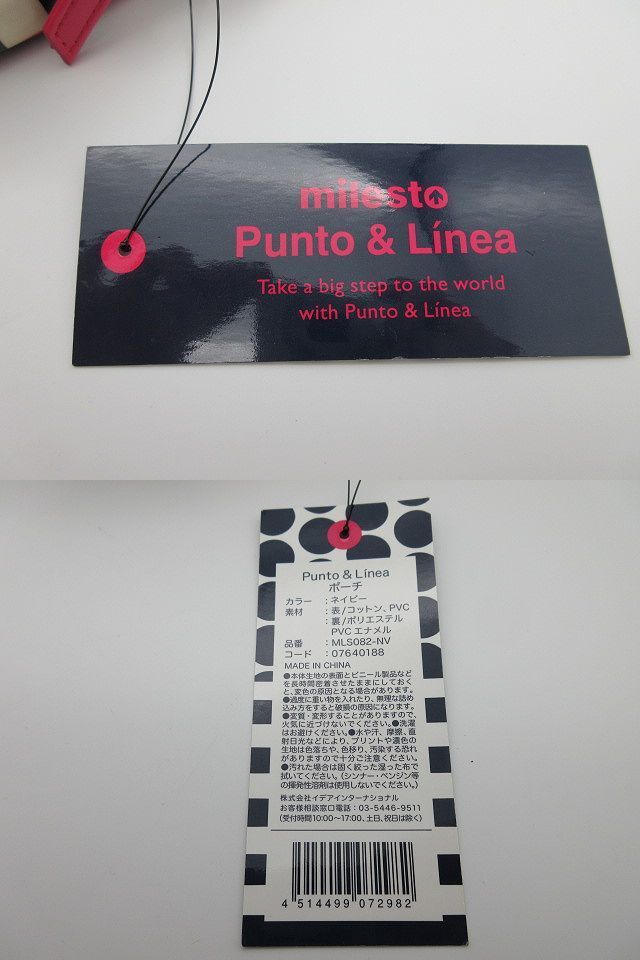 milesto
Punto & Línea
Take a big step to the world
with Punto & Línea
Punto & Línea
ポーチ
カラー ：ネイビー
素材 ：表/コットン、PVC
：裏/ポリエステル
PVC エナメル
品番 ：MLS082-NV
コード ：07640188
MADE IN CHINA
●本体生地の表面とビニール製品など
を長時間密着させたままにしておく
と、変色の原因となる場合があります。
●過度に重い物を入れたり、無理な詰め
込み方をすると破損の原因になります。
●変質・変形することがありますので、
火気に近づけないでください。●洗濯
はお避けください。●水や汗、摩擦、直
射日光などにより、プリントや濃色の
生地は色落ちや、色移り、汚染する恐れ
がありますので十分ご注意ください。
●汚れた場合は固く絞った湿った布で
拭いてください。（シンナー・ベンジン等
の揮発性溶剤は使用しないでください。）
株式会社イデアインターナショナル
お客様相談窓口電話：03-5446-9511
（受付時間10:00〜17:00、土日、祝日は除く）
4 514499 072982